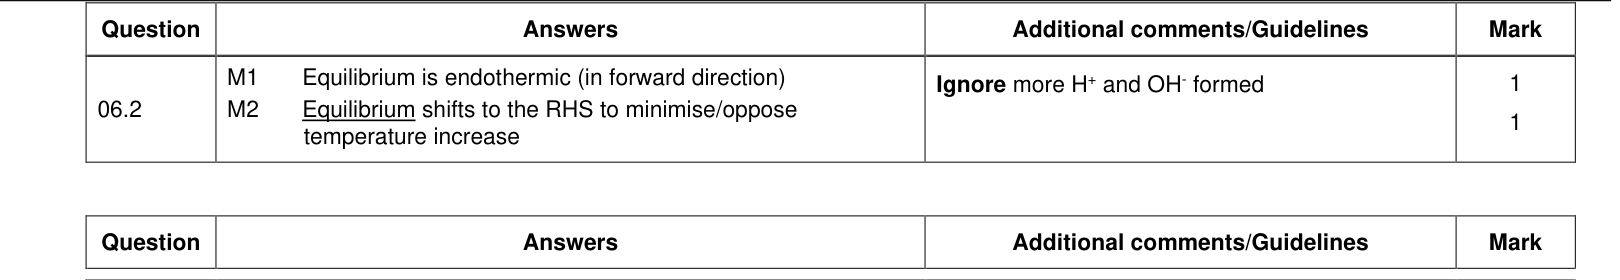 Question Answers Additional comments/Guidelines Mark
06.2 M1 Equilibrium is endothermic (in forward direction) Ignore more H⁺ and OH⁻ formed 1
M2 Equilibrium shifts to the RHS to minimise/oppose 1
temperature increase
Question Answers Additional comments/Guidelines Mark